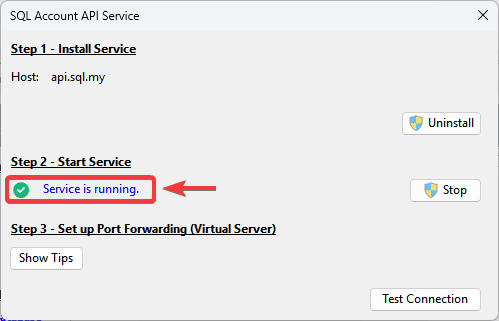 SQL Account API Service
Step 1 - Install Service
Host: api.sql.my
Uninstall
Step 2 - Start Service
Service is running.
Stop
Step 3 - Set up Port Forwarding (Virtual Server)
Show Tips
Test Connection